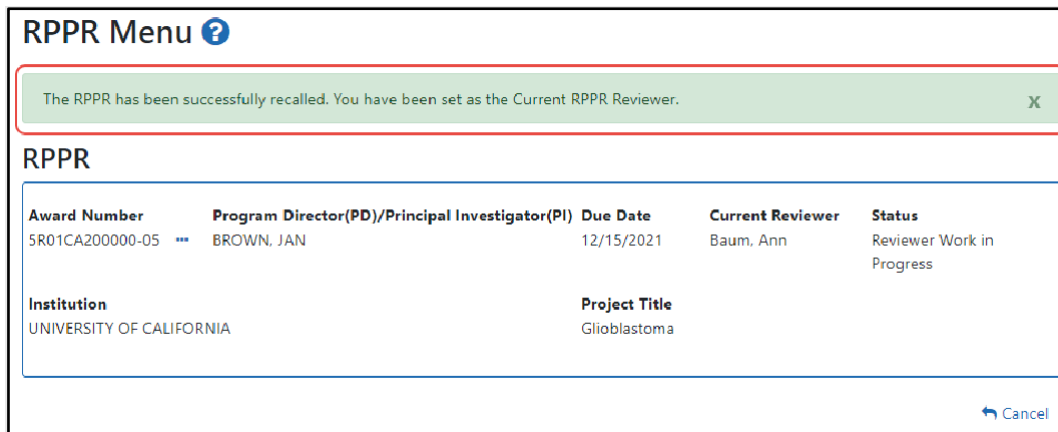 RPPR Menu ?
The RPPR has been successfully recalled. You have been set as the Current RPPR Reviewer. X
RPPR
Award Number Program Director(PD)/Principal Investigator(PI) Due Date Current Reviewer Status
5R01CA200000-05 ••• BROWN, JAN 12/15/2021 Baum, Ann Reviewer Work in
Progress
Institution Project Title
UNIVERSITY OF CALIFORNIA Glioblastoma
Cancel